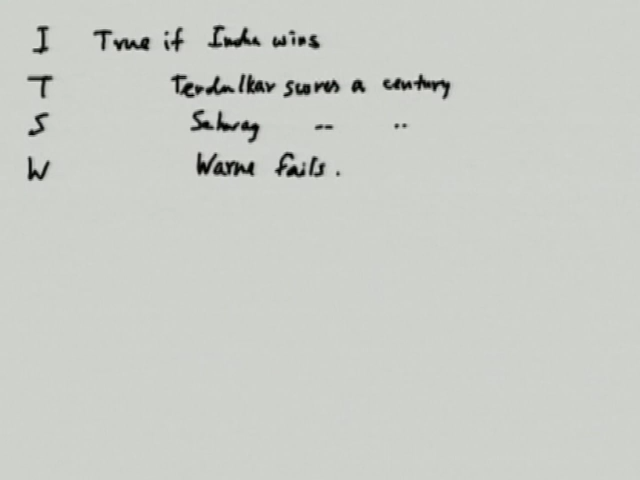 I True if India wins
T Tendulkar scores a century
S Sehwag -- ..
W Warne fails.